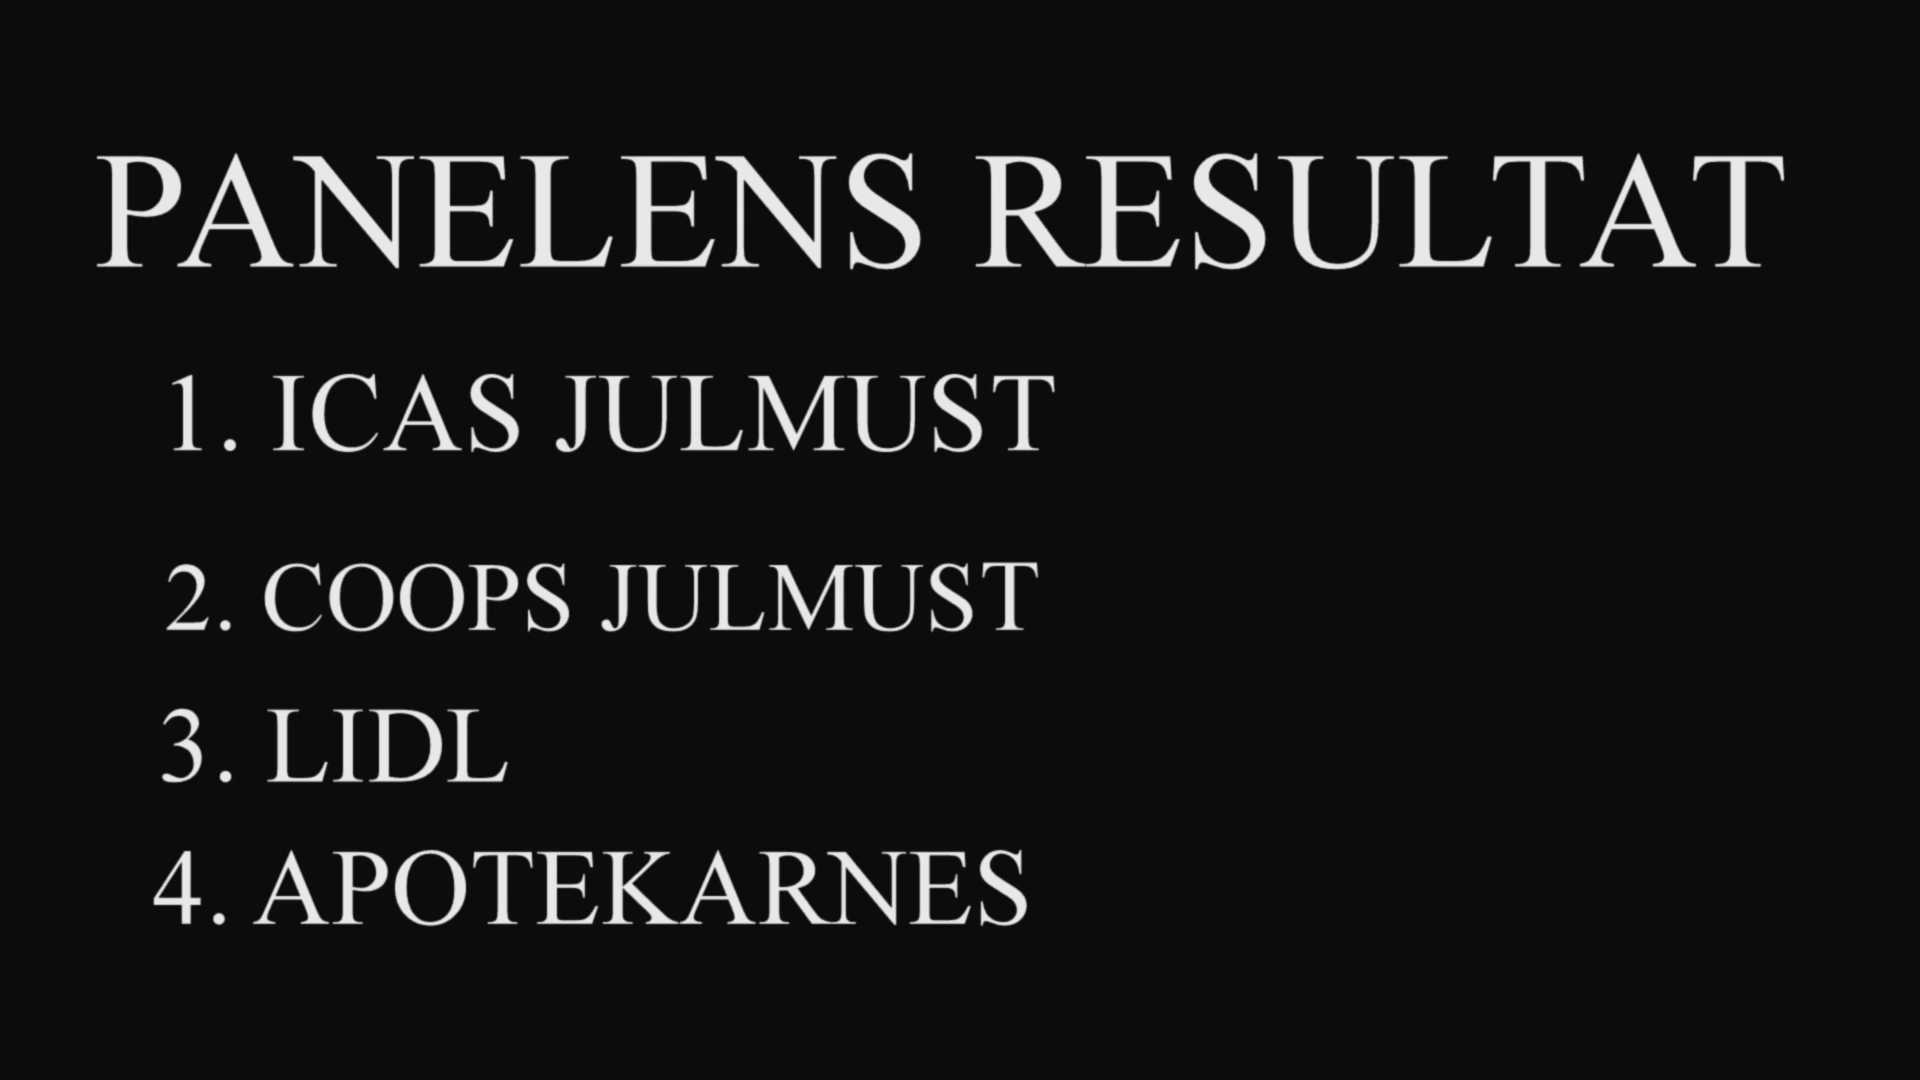 PANELENS RESULTAT
1. ICAS JULMUST
2. COOPS JULMUST
3. LIDL
4. APOTEKARNES